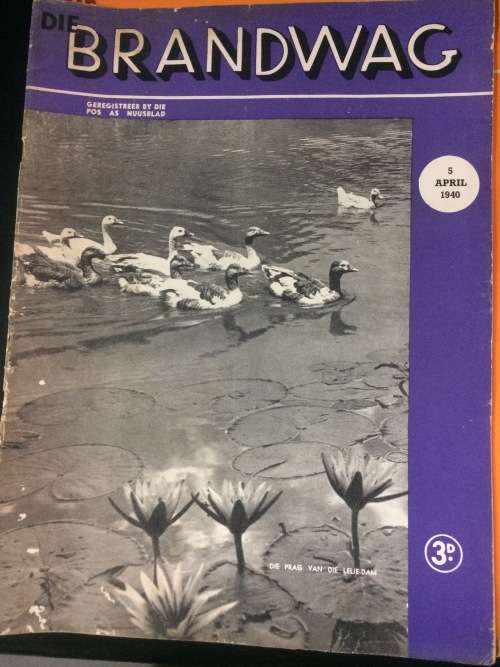 DIE
BRANDWAG
GEREGISTREER BY DIE
POS AS NUUSBLAD
5
APRIL
1940
DIE PRAG VAN DIE LELIE-DAM
3D